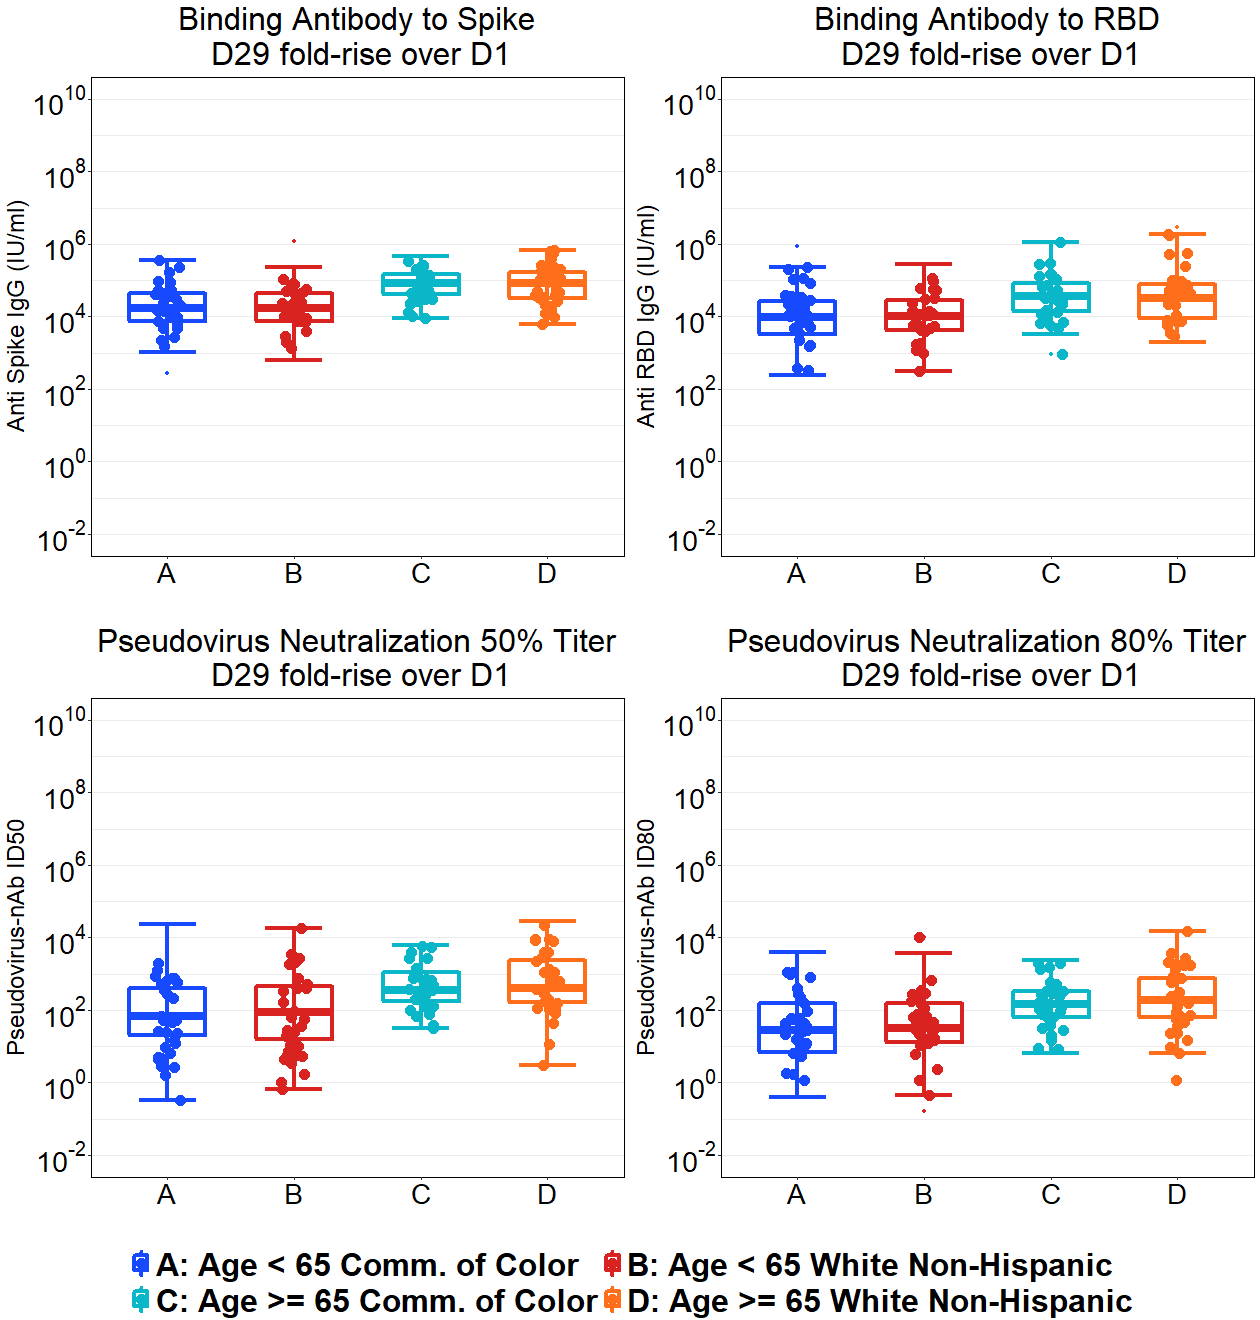 Binding Antibody to Spike
D29 fold-rise over D1
Anti Spike IgG (IU/ml)
10^10
10^8
10^6
10^4
10^2
10^0
10^-2
A B C D
Binding Antibody to RBD
D29 fold-rise over D1
Anti RBD IgG (IU/ml)
10^10
10^8
10^6
10^4
10^2
10^0
10^-2
A B C D
Pseudovirus Neutralization 50% Titer
D29 fold-rise over D1
Pseudovirus-nAb ID50
10^10
10^8
10^6
10^4
10^2
10^0
10^-2
A B C D
Pseudovirus Neutralization 80% Titer
D29 fold-rise over D1
Pseudovirus-nAb ID80
10^10
10^8
10^6
10^4
10^2
10^0
10^-2
A B C D
A: Age < 65 Comm. of Color B: Age < 65 White Non-Hispanic
C: Age >= 65 Comm. of Color D: Age >= 65 White Non-Hispanic